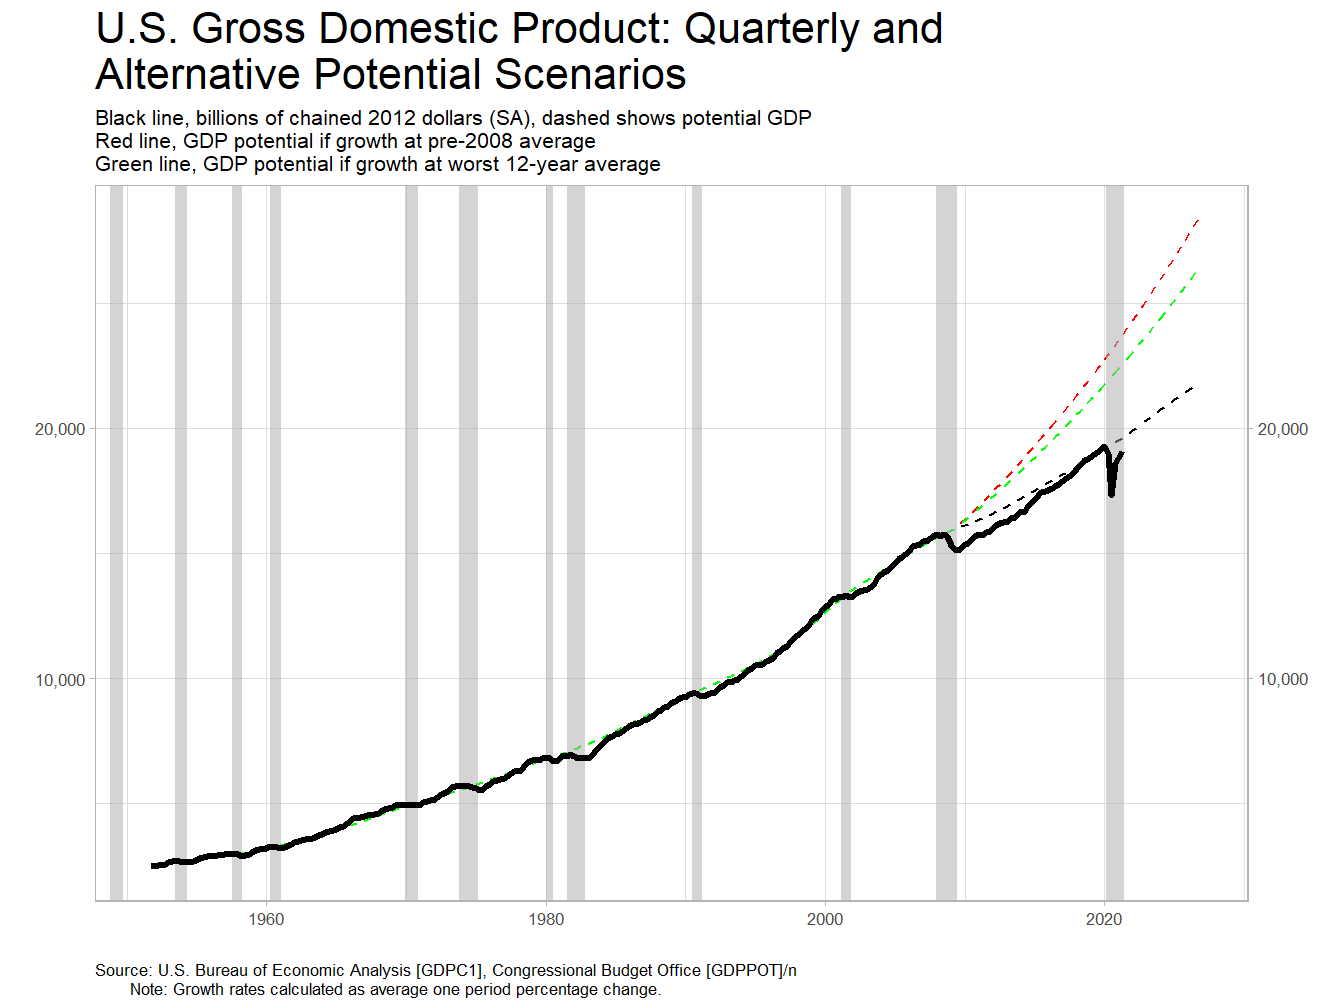 U.S. Gross Domestic Product: Quarterly and
Alternative Potential Scenarios
Black line, billions of chained 2012 dollars (SA), dashed shows potential GDP
Red line, GDP potential if growth at pre-2008 average
Green line, GDP potential if growth at worst 12-year average
20,000
20,000
10,000
10,000
1960
1980
2000
2020
Source: U.S. Bureau of Economic Analysis [GDPC1], Congressional Budget Office [GDPPOT]/n
Note: Growth rates calculated as average one period percentage change.